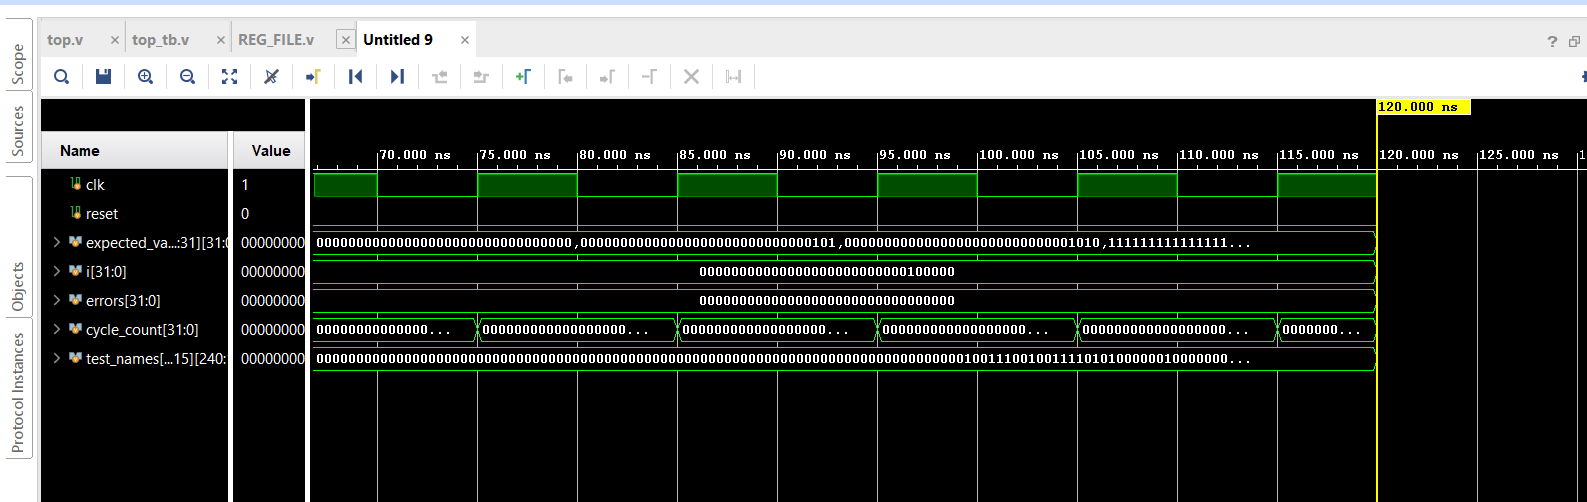 top.v × top_tb.v × REG_FILE.v × Untitled 9 ×
?
Scope
Sources
Objects
Protocol Instances
120.000 ns
Name Value
70.000 ns 75.000 ns 80.000 ns 85.000 ns 90.000 ns 95.000 ns 100.000 ns 105.000 ns 110.000 ns 115.000 ns 120.000 ns 125.000 ns
clk 1
reset 0
expected_va...:31][31:0 00000000 00000000000000000000000000000000,00000000000000000000000000000101,00000000000000000000000000001010,111111111111111...
i[31:0] 00000000 00000000000000000000000000100000
errors[31:0] 00000000 00000000000000000000000000000000
cycle_count[31:0] 00000000 00000000000000... 000000000000000000... 000000000000000000... 000000000000000000... 000000000000000000... 0000000...
test_names[...15][240: 00000000